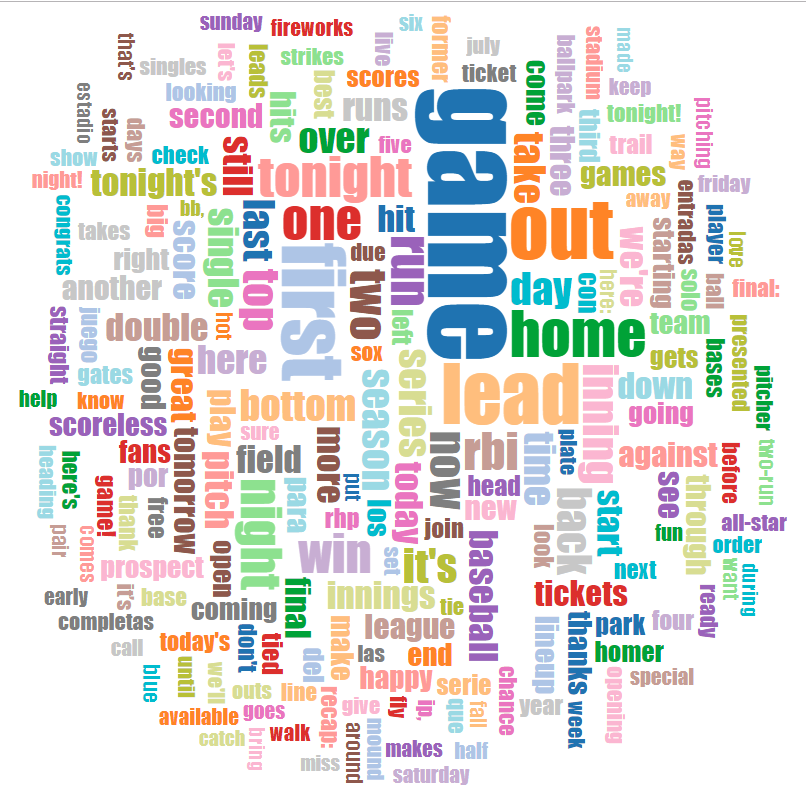 sunday
fireworks
six
former
july
that's
singles
let's
leads
strikes
live
scores
ticket
come
ballpark
stadium
made
keep
looking
best
runs
estadio
second
hits
over
five
game
tonight!
pitching
starts
days
show
check
still
tonight
take
three
third
trail
way
friday
night!
tonight's
games
away
congrats
bb,
big
single
last
one
hit
out
entradas
player
love
takes
score
due
run
we're
starting
right
top
first
two
day
con
here:
solo
ball
final:
another
straight
juego
double
hot
left
home
team
presented
sox
here
series
gets
bases
gates
good
great
lead
inning
down
pitcher
help
know
play
bottom
season
going
scoreless
sure
tomorrow
fans
pitch
field
more
now
rbi
time
plate
against
before
two-run
heading
here's
por
put
today
head
see
through
game!
thank
free
night
para
los
rhp
new
back
start
all-star
pair
comes
join
look
fun
order
prospect
open
win
set
it's
baseball
next
want
during
early
it's
base
final
innings
tie
tickets
ready
completas
coming
league
lineup
thanks
park
four
call
today's
don't
tied
make
las
end
homer
blue
until
we'll
del
happy
serie
chance
opening
special
outs
line
recap:
give
fly
ip,
que
fall
year
week
available
goes
catch
bring
walk
around
mound
makes
half
miss
saturday